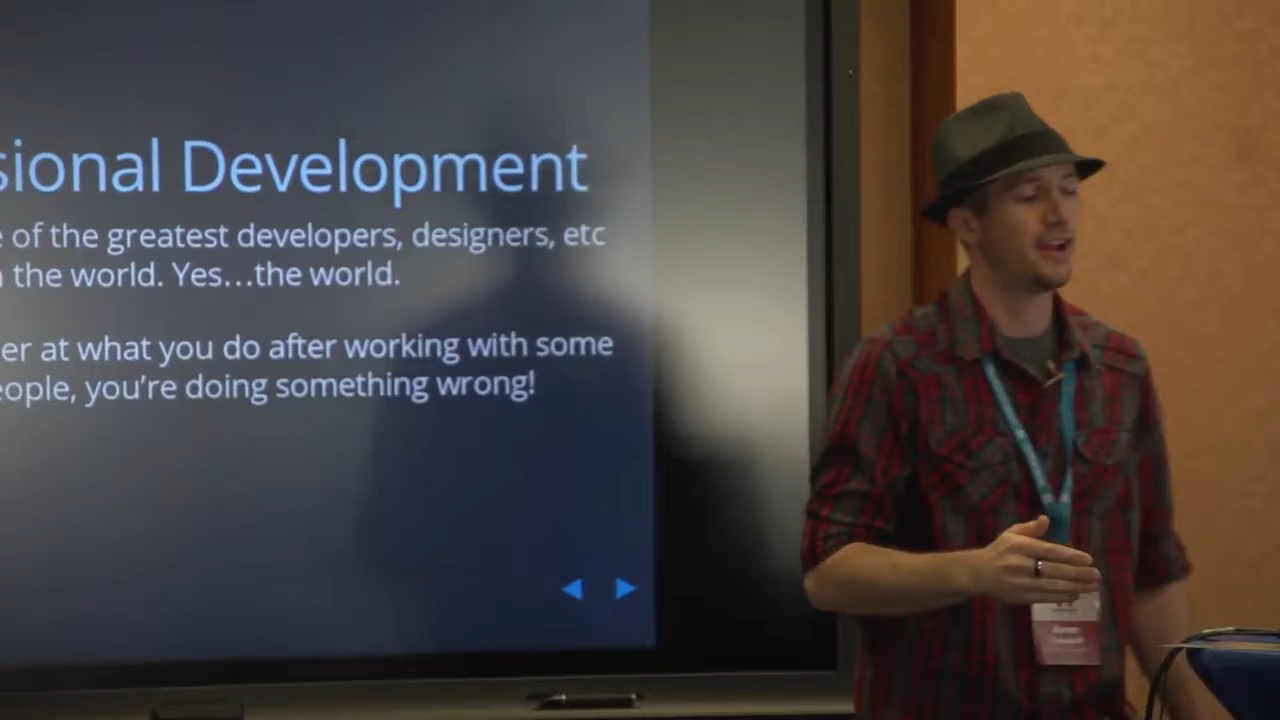 sional Development
of the greatest developers, designers, etc
the world. Yes...the world.
er at what you do after working with some
eople, you're doing something wrong!